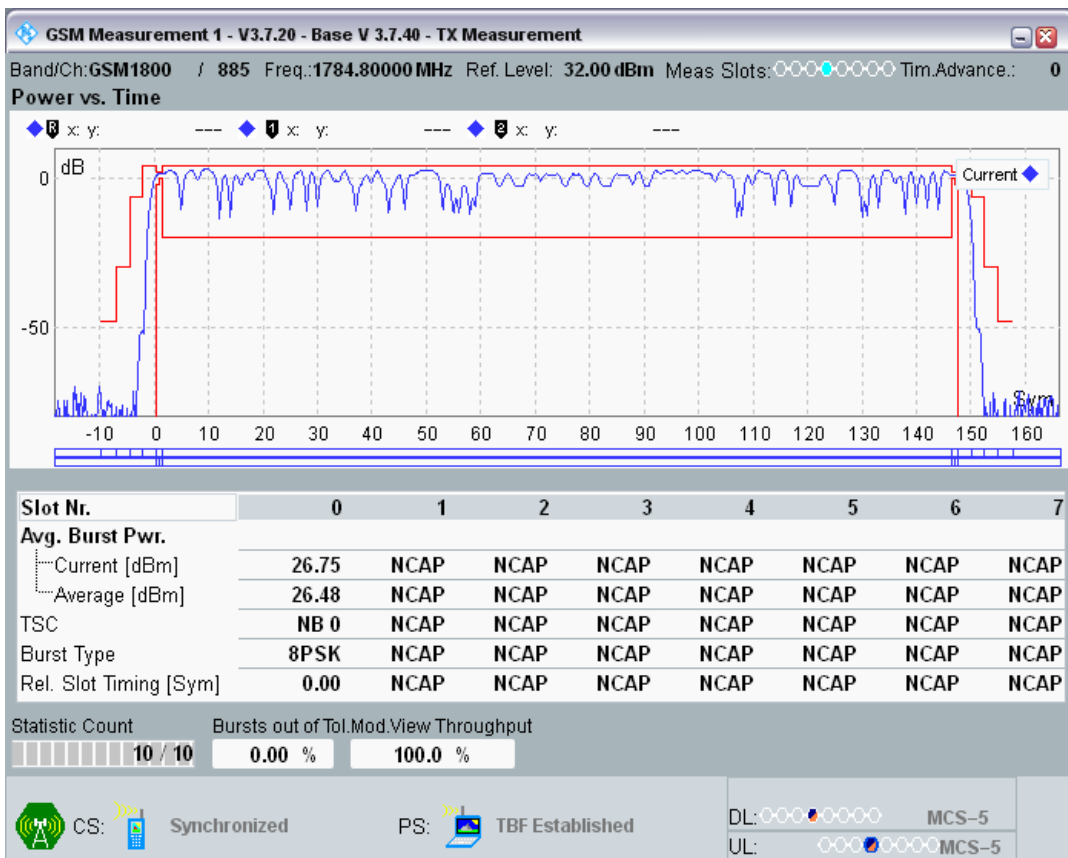 GSM Measurement 1 - V3.7.20 - Base V 3.7.40 - TX Measurement
Band/Ch:GSM1800 / 885 Freq.:1784.80000 MHz Ref. Level: 32.00 dBm Meas Slots: Tim.Advance.: 0
Power vs. Time
R x: y: --- 1 x: y: --- 2 x: y: ---
dB
Current
0
-50
Sym
-10 0 10 20 30 40 50 60 70 80 90 100 110 120 130 140 150 160
Slot Nr. 0 1 2 3 4 5 6 7
Avg. Burst Pwr.
Current [dBm] 26.75 NCAP NCAP NCAP NCAP NCAP NCAP NCAP
Average [dBm] 26.48 NCAP NCAP NCAP NCAP NCAP NCAP NCAP
TSC NB 0 NCAP NCAP NCAP NCAP NCAP NCAP NCAP
Burst Type 8PSK NCAP NCAP NCAP NCAP NCAP NCAP NCAP
Rel. Slot Timing [Sym] 0.00 NCAP NCAP NCAP NCAP NCAP NCAP NCAP
Statistic Count Bursts out of Tol.Mod.View Throughput
10 / 10 0.00 % 100.0 %
CS: Synchronized PS: TBF Established
DL: MCS-5
UL: MCS-5